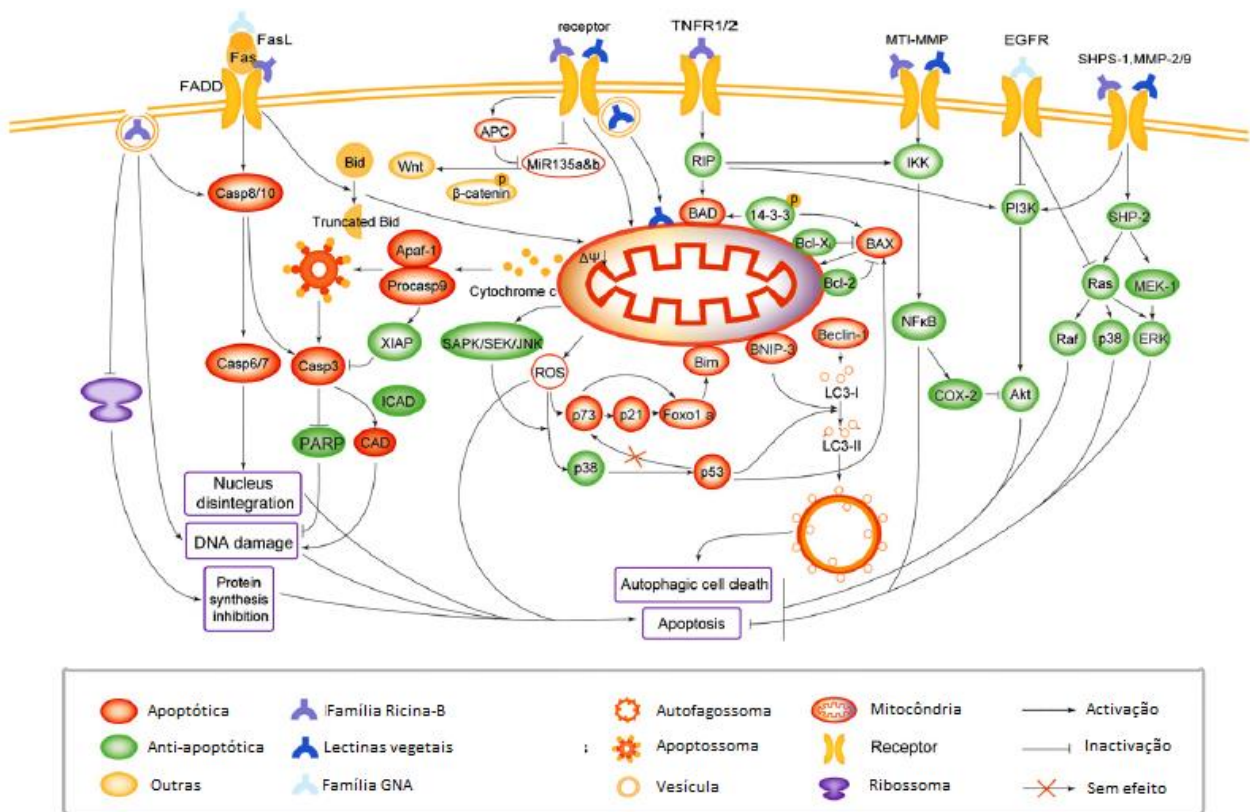 FasL
Fas
FADD
receptor
TNFR1/2
MTI-MMP
EGFR
SHPS-1,MMP-2/9
APC
MiR135a&b
Wnt
β-catenin
p
Bid
Truncated Bid
Casp8/10
RIP
IKK
PI3K
SHP-2
BAD
14-3-3
p
BAX
Bcl-Xₗ
Bcl-2
ΔΨ
Apaf-1
Procasp9
Cytochrome c
Ras
MEK-1
NFκB
Raf
p38
ERK
XIAP
SAPK/SEK/JNK
Casp6/7
Casp3
ROS
Bim
BNIP-3
Beclin-1
LC3-I
COX-2
Akt
ICAD
PARP
CAD
p73
p21
Foxo1 a
LC3-II
p38
p53
Nucleus
disintegration
DNA damage
Protein
synthesis
inhibition
Autophagic cell death
Apoptosis
Apoptótica
Família Ricina-B
Autofagossoma
Mitocôndria
Activação
Anti-apoptótica
Lectinas vegetais
;
Apoptossoma
Receptor
Inactivação
Outras
Família GNA
Vesícula
Ribossoma
Sem efeito